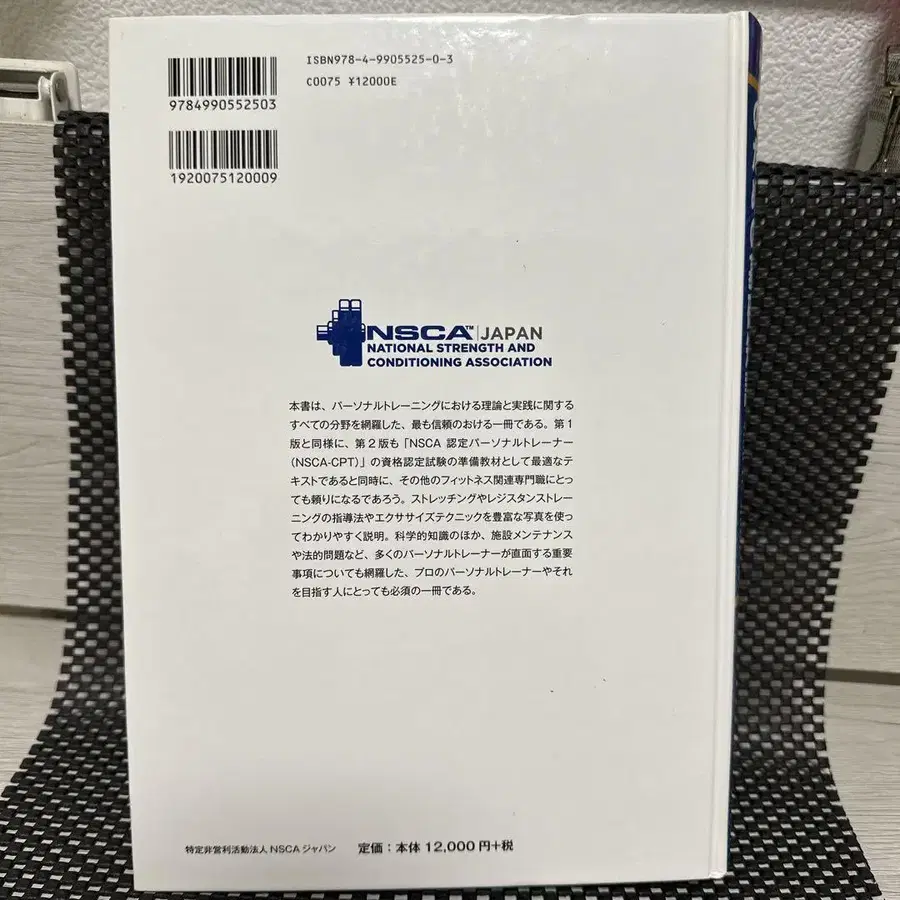 ISBN978-4-9905525-0-3
C0075 ¥12000E
9784990552503
1920075120009
NSCA™ JAPAN
NATIONAL STRENGTH AND
CONDITIONING ASSOCIATION
本書は、パーソナルトレーニングにおける理論と実践に関する
すべての分野を網羅した、最も信頼のおける一冊である。第1
版と同様に、第2版も「NSCA 認定パーソナルトレーナー
(NSCA-CPT)」の資格認定試験の準備教材として最適なテ
キストであると同時に、その他のフィットネス関連専門職にとっ
ても頼りになるであろう。ストレッチングやレジスタンストレー
ニングの指導法やエクササイズテクニックを豊富な写真を使っ
てわかりやすく説明。科学的知識のほか、施設メンテナンス
や法的問題など、多くのパーソナルトレーナーが直面する重要
事項についても網羅した、プロのパーソナルトレーナーやそれ
を目指す人にとっても必須の一冊である。
特定非営利活動法人 NSCA ジャパン
定価：本体 12,000円+税